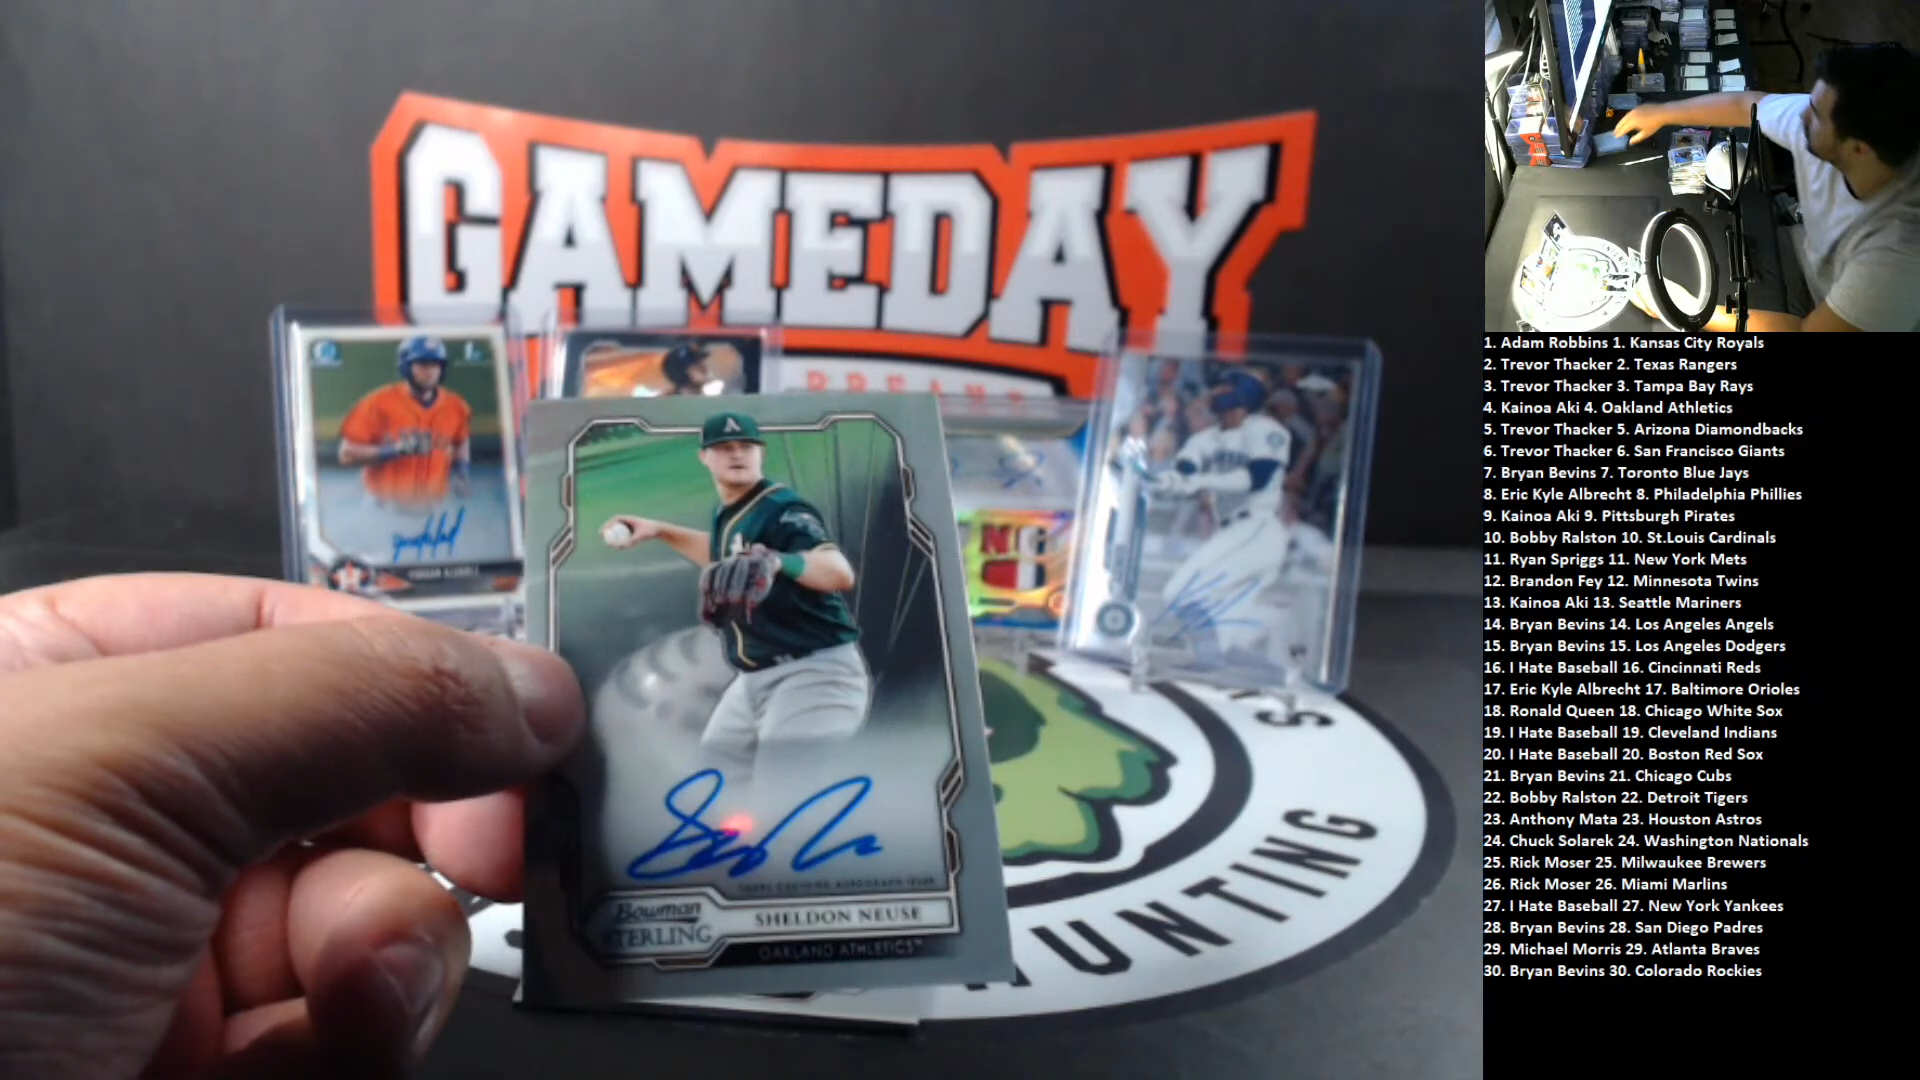 GAMEDAY
BREAKS
A
YORDAN ALVAREZ
TOPPS CERTIFIED AUTOGRAPH ISSUE
Bowman
STERLING
SHELDON NEUSE
OAKLAND ATHLETICS™
HUNTING
1. Adam Robbins 1. Kansas City Royals
2. Trevor Thacker 2. Texas Rangers
3. Trevor Thacker 3. Tampa Bay Rays
4. Kainoa Aki 4. Oakland Athletics
5. Trevor Thacker 5. Arizona Diamondbacks
6. Trevor Thacker 6. San Francisco Giants
7. Bryan Bevins 7. Toronto Blue Jays
8. Eric Kyle Albrecht 8. Philadelphia Phillies
9. Kainoa Aki 9. Pittsburgh Pirates
10. Bobby Ralston 10. St.Louis Cardinals
11. Ryan Spriggs 11. New York Mets
12. Brandon Fey 12. Minnesota Twins
13. Kainoa Aki 13. Seattle Mariners
14. Bryan Bevins 14. Los Angeles Angels
15. Bryan Bevins 15. Los Angeles Dodgers
16. I Hate Baseball 16. Cincinnati Reds
17. Eric Kyle Albrecht 17. Baltimore Orioles
18. Ronald Queen 18. Chicago White Sox
19. I Hate Baseball 19. Cleveland Indians
20. I Hate Baseball 20. Boston Red Sox
21. Bryan Bevins 21. Chicago Cubs
22. Bobby Ralston 22. Detroit Tigers
23. Anthony Mata 23. Houston Astros
24. Chuck Solarek 24. Washington Nationals
25. Rick Moser 25. Milwaukee Brewers
26. Rick Moser 26. Miami Marlins
27. I Hate Baseball 27. New York Yankees
28. Bryan Bevins 28. San Diego Padres
29. Michael Morris 29. Atlanta Braves
30. Bryan Bevins 30. Colorado Rockies